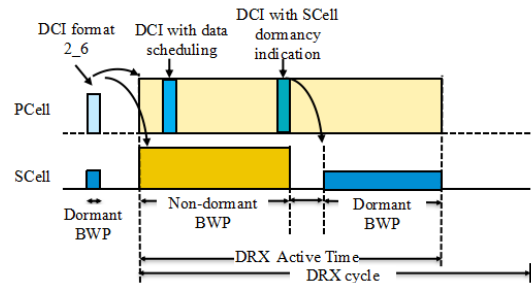 DCI format
2_6
DCI with data
scheduling
DCI with SCell
dormancy
indication
PCell
SCell
Dormant
BWP
Non-dormant
BWP
Dormant
BWP
DRX Active Time
DRX cycle